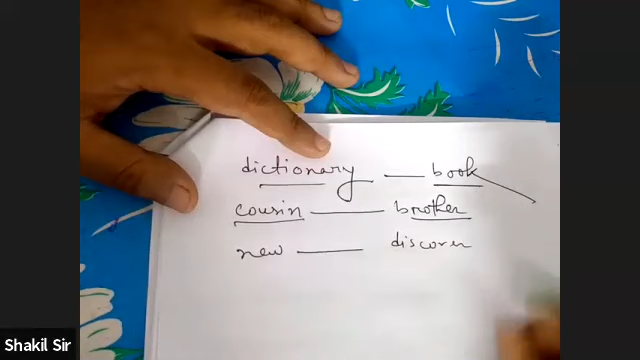 dictionary — book
cousin — brother
new — discover
Shakil Sir